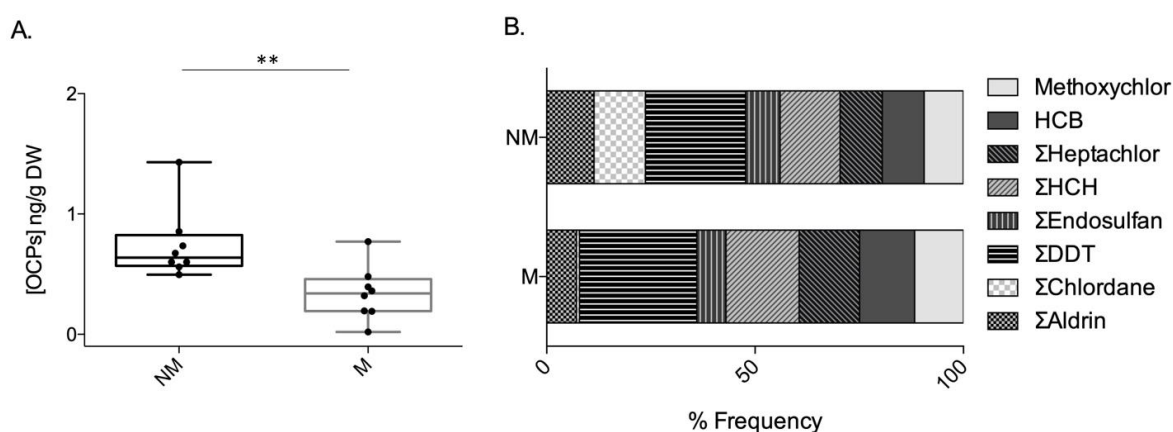 A.
**
[OCPs] ng/g DW
2
1
0
NM
M
B.
NM
M
0
50
100
% Frequency
Methoxychlor
HCB
ΣHeptachlor
ΣHCH
ΣEndosulfan
ΣDDT
ΣChlordane
ΣAldrin